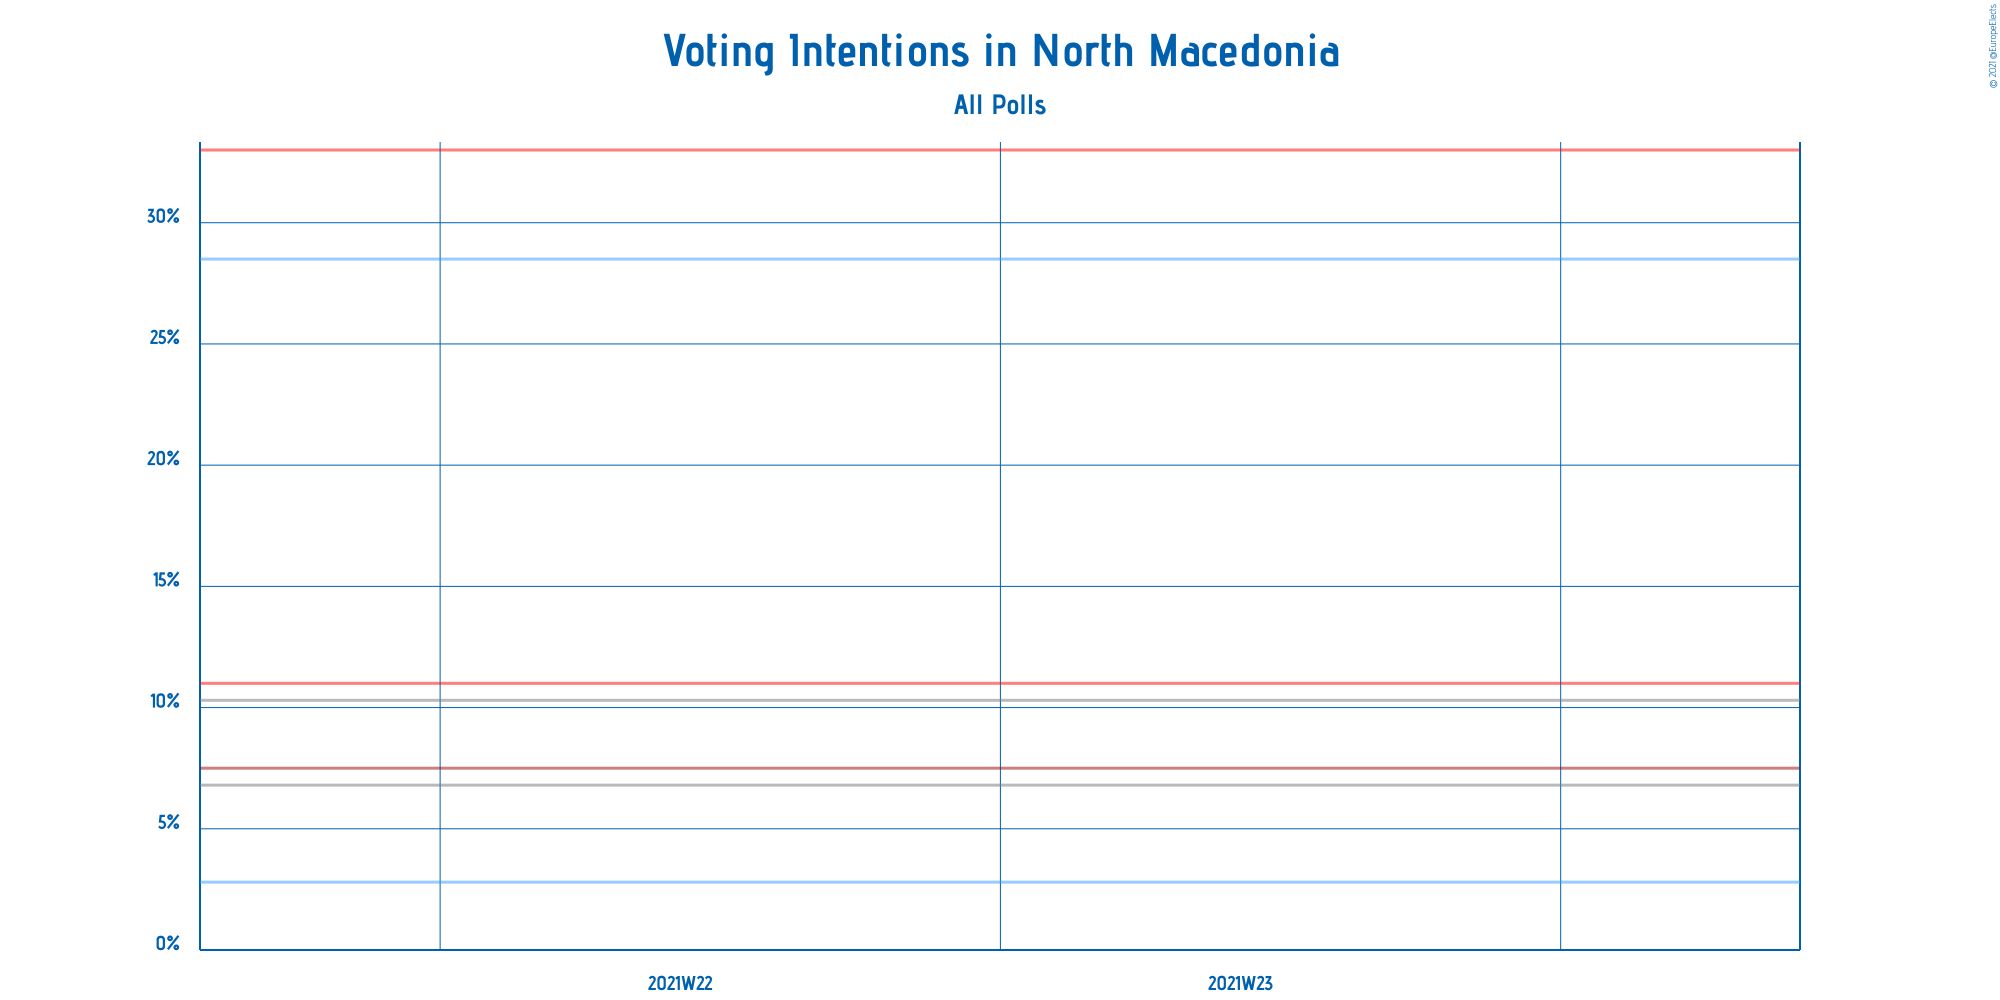 Voting Intentions in North Macedonia
All Polls
© 2021 @EuropeElects
30%
25%
20%
15%
10%
5%
0%
2021W22
2021W23